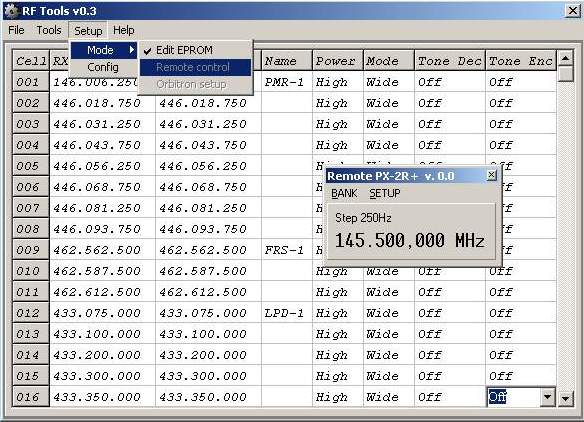 RF Tools v0.3
File Tools Setup Help
Mode
Config
Edit EPROM
Remote control
Orbitron setup
Cell RX Name Power Mode Tone Dec Tone Enc
001 146.006.250 PMR-1 High Wide Off Off
002 446.018.750 446.018.750 High Wide Off Off
003 446.031.250 446.031.250 High Wide Off Off
004 446.043.750 446.043.750 High Wide Off Off
005 446.056.250 446.056.250 High Wide Off Off
006 446.068.750 446.068.750
007 446.081.250 446.081.250
008 446.093.750 446.093.750
009 462.562.500 462.562.500 FRS-1
010 462.587.500 462.587.500 High Wide Off Off
011 462.612.500 462.612.500 High Wide Off Off
012 433.075.000 433.075.000 LPD-1 High Wide Off Off
013 433.100.000 433.100.000 High Wide Off Off
014 433.200.000 433.200.000 High Wide Off Off
015 433.300.000 433.300.000 High Wide Off Off
016 433.350.000 433.350.000 High Wide Off Off
Remote PX-2R+ v. 0.0
BANK SETUP
Step 250Hz
145.500,000 MHz